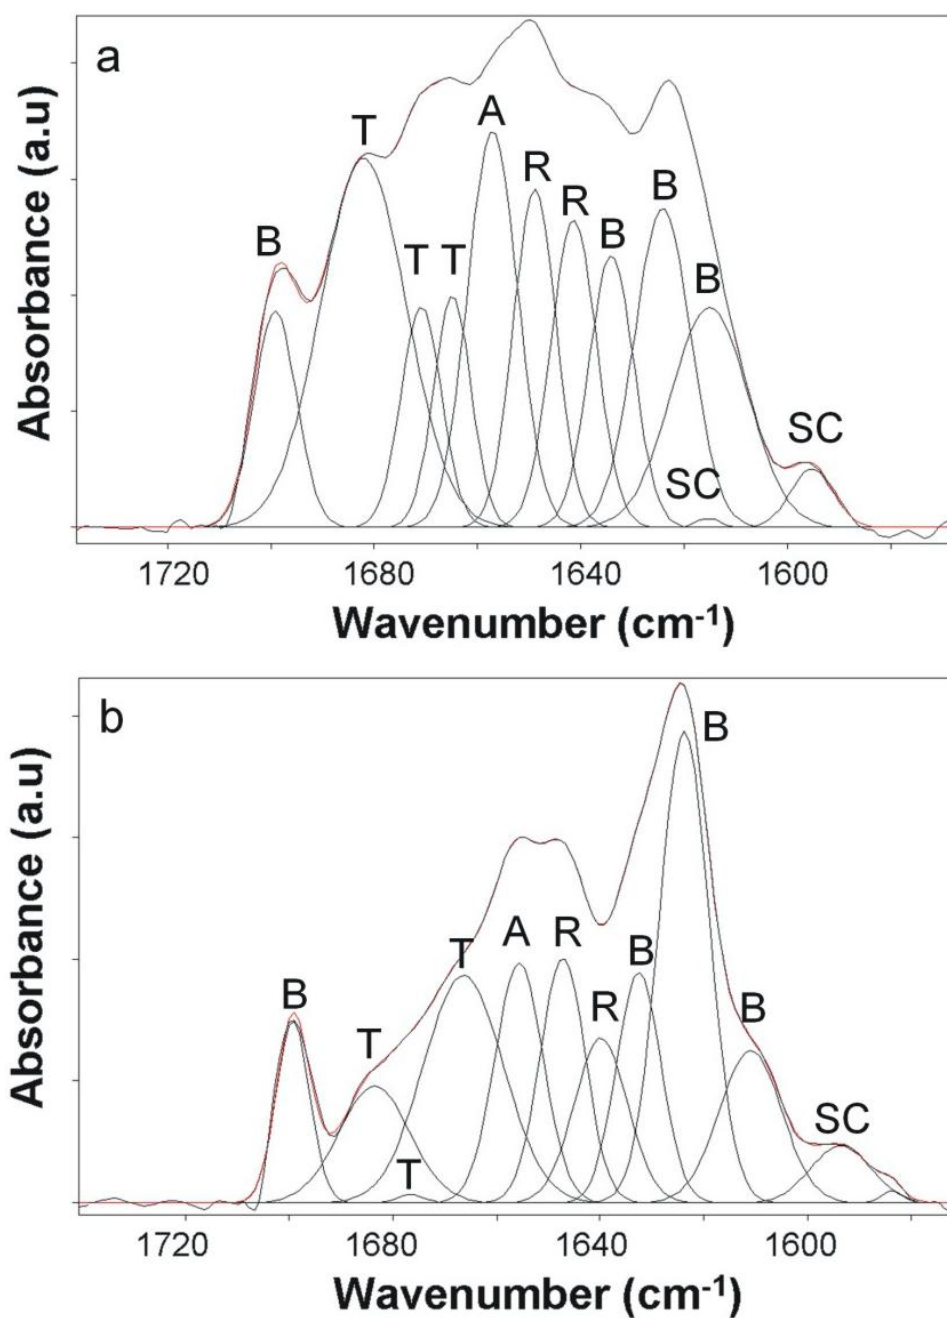 a
T
A
R
R
B
B
T
T
B
B
SC
SC
Absorbance (a.u)
1720
1680
1640
1600
Wavenumber (cm-1)
b
B
B
T
A
R
B
R
B
T
T
SC
Absorbance (a.u)
1720
1680
1640
1600
Wavenumber (cm-1)